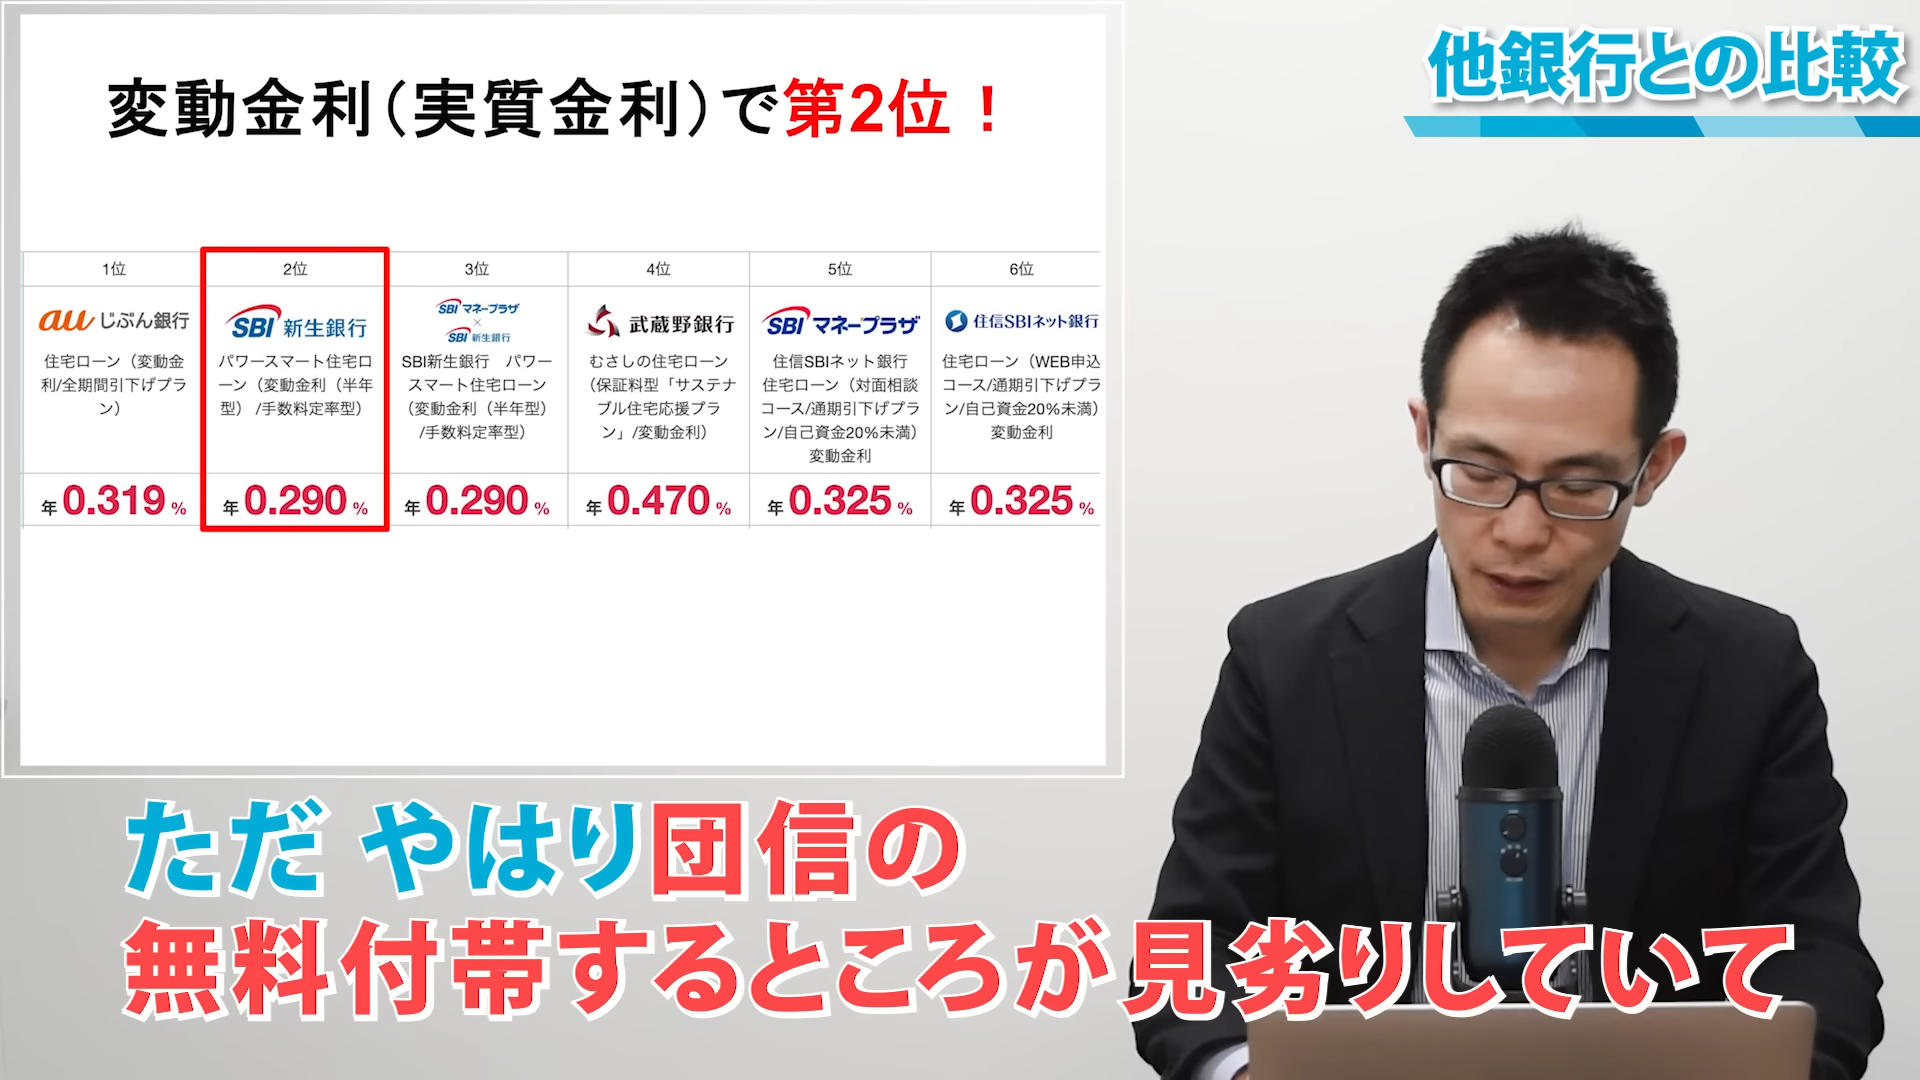 他銀行との比較
変動金利(実質金利)で第2位!
1位
au じぶん銀行
住宅ローン(変動金
利/全期間引下げプラ
ン)
年 0.319 %
2位
SBI 新生銀行
パワースマート住宅ロ
ーン(変動金利(半年
型) /手数料定率型)
年 0.290 %
3位
SBI マネープラザ
×
SBI 新生銀行
SBI新生銀行 パワー
スマート住宅ローン
(変動金利(半年型)
/手数料定率型)
年 0.290 %
4位
武蔵野銀行
むさしの住宅ローン
(保証料型「サステナ
ブル住宅応援プラ
ン」/変動金利)
年 0.470 %
5位
SBI マネープラザ
住信SBIネット銀行
住宅ローン(対面相談
コース/通期引下げプラ
ン/自己資金20%未満)
変動金利
年 0.325 %
6位
住信SBIネット銀行
住宅ローン(WEB申込
コース/通期引下げプラ
ン/自己資金20%未満)
変動金利
年 0.325 %
ただ やはり団信の
無料付帯するところが見劣りしていて